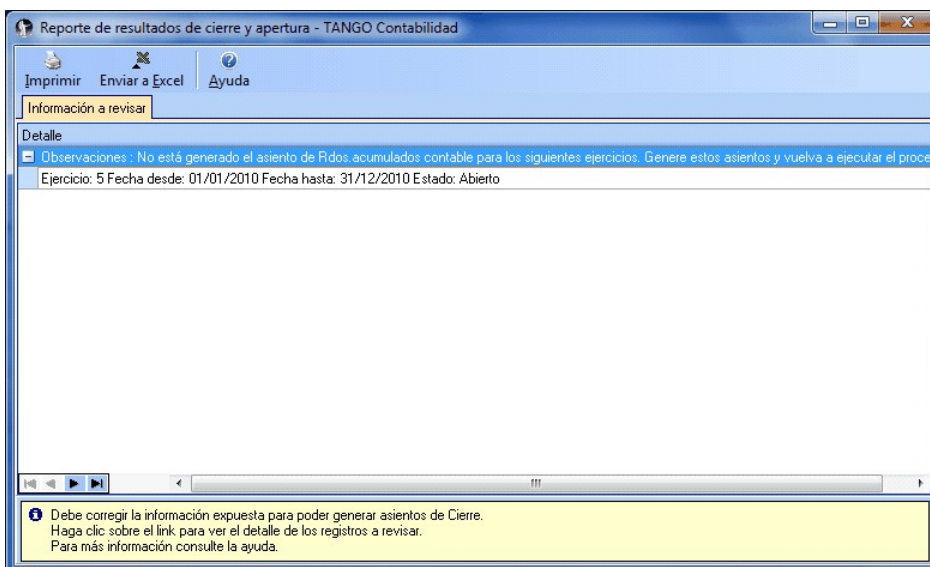 Reporte de resultados de cierre y apertura - TANGO Contabilidad
Imprimir Enviar a Excel Ayuda
Información a revisar
Detalle
Observaciones : No está generado el asiento de Rdos.acumulados contable para los siguientes ejercicios. Genere estos asientos y vuelva a ejecutar el proce
Ejercicio: 5 Fecha desde: 01/01/2010 Fecha hasta: 31/12/2010 Estado: Abierto
Debe corregir la información expuesta para poder generar asientos de Cierre.
Haga clic sobre el link para ver el detalle de los registros a revisar.
Para más información consulte la ayuda.